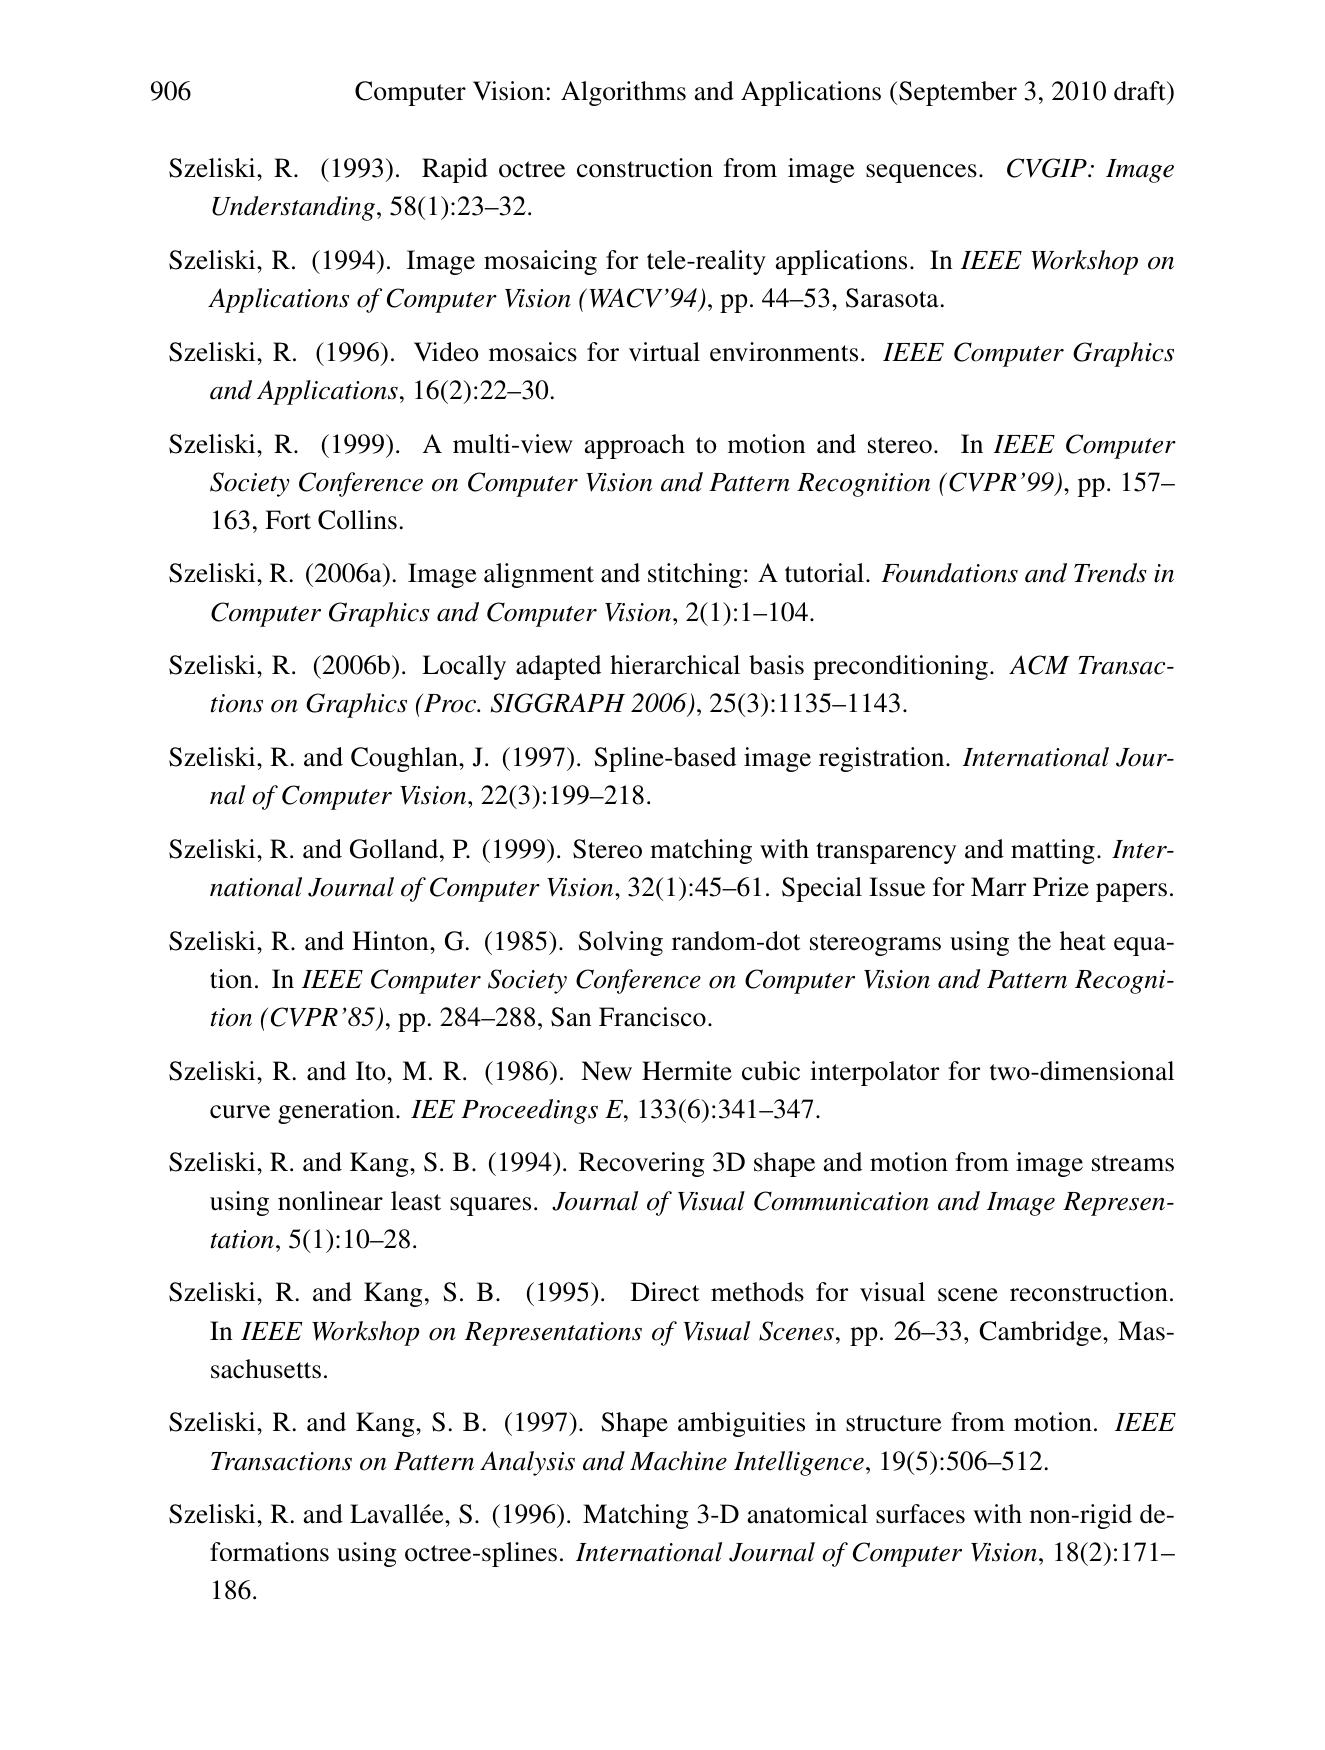 906 Computer Vision: Algorithms and Applications (September 3, 2010 draft)
Szeliski, R. (1993). Rapid octree construction from image sequences. CVGIP: Image
Understanding, 58(1):23–32.
Szeliski, R. (1994). Image mosaicing for tele-reality applications. In IEEE Workshop on
Applications of Computer Vision (WACV’94), pp. 44–53, Sarasota.
Szeliski, R. (1996). Video mosaics for virtual environments. IEEE Computer Graphics
and Applications, 16(2):22–30.
Szeliski, R. (1999). A multi-view approach to motion and stereo. In IEEE Computer
Society Conference on Computer Vision and Pattern Recognition (CVPR’99), pp. 157–
163, Fort Collins.
Szeliski, R. (2006a). Image alignment and stitching: A tutorial. Foundations and Trends in
Computer Graphics and Computer Vision, 2(1):1–104.
Szeliski, R. (2006b). Locally adapted hierarchical basis preconditioning. ACM Transac-
tions on Graphics (Proc. SIGGRAPH 2006), 25(3):1135–1143.
Szeliski, R. and Coughlan, J. (1997). Spline-based image registration. International Jour-
nal of Computer Vision, 22(3):199–218.
Szeliski, R. and Golland, P. (1999). Stereo matching with transparency and matting. Inter-
national Journal of Computer Vision, 32(1):45–61. Special Issue for Marr Prize papers.
Szeliski, R. and Hinton, G. (1985). Solving random-dot stereograms using the heat equa-
tion. In IEEE Computer Society Conference on Computer Vision and Pattern Recogni-
tion (CVPR’85), pp. 284–288, San Francisco.
Szeliski, R. and Ito, M. R. (1986). New Hermite cubic interpolator for two-dimensional
curve generation. IEE Proceedings E, 133(6):341–347.
Szeliski, R. and Kang, S. B. (1994). Recovering 3D shape and motion from image streams
using nonlinear least squares. Journal of Visual Communication and Image Represen-
tation, 5(1):10–28.
Szeliski, R. and Kang, S. B. (1995). Direct methods for visual scene reconstruction.
In IEEE Workshop on Representations of Visual Scenes, pp. 26–33, Cambridge, Mas-
sachusetts.
Szeliski, R. and Kang, S. B. (1997). Shape ambiguities in structure from motion. IEEE
Transactions on Pattern Analysis and Machine Intelligence, 19(5):506–512.
Szeliski, R. and Lavallée, S. (1996). Matching 3-D anatomical surfaces with non-rigid de-
formations using octree-splines. International Journal of Computer Vision, 18(2):171–
186.